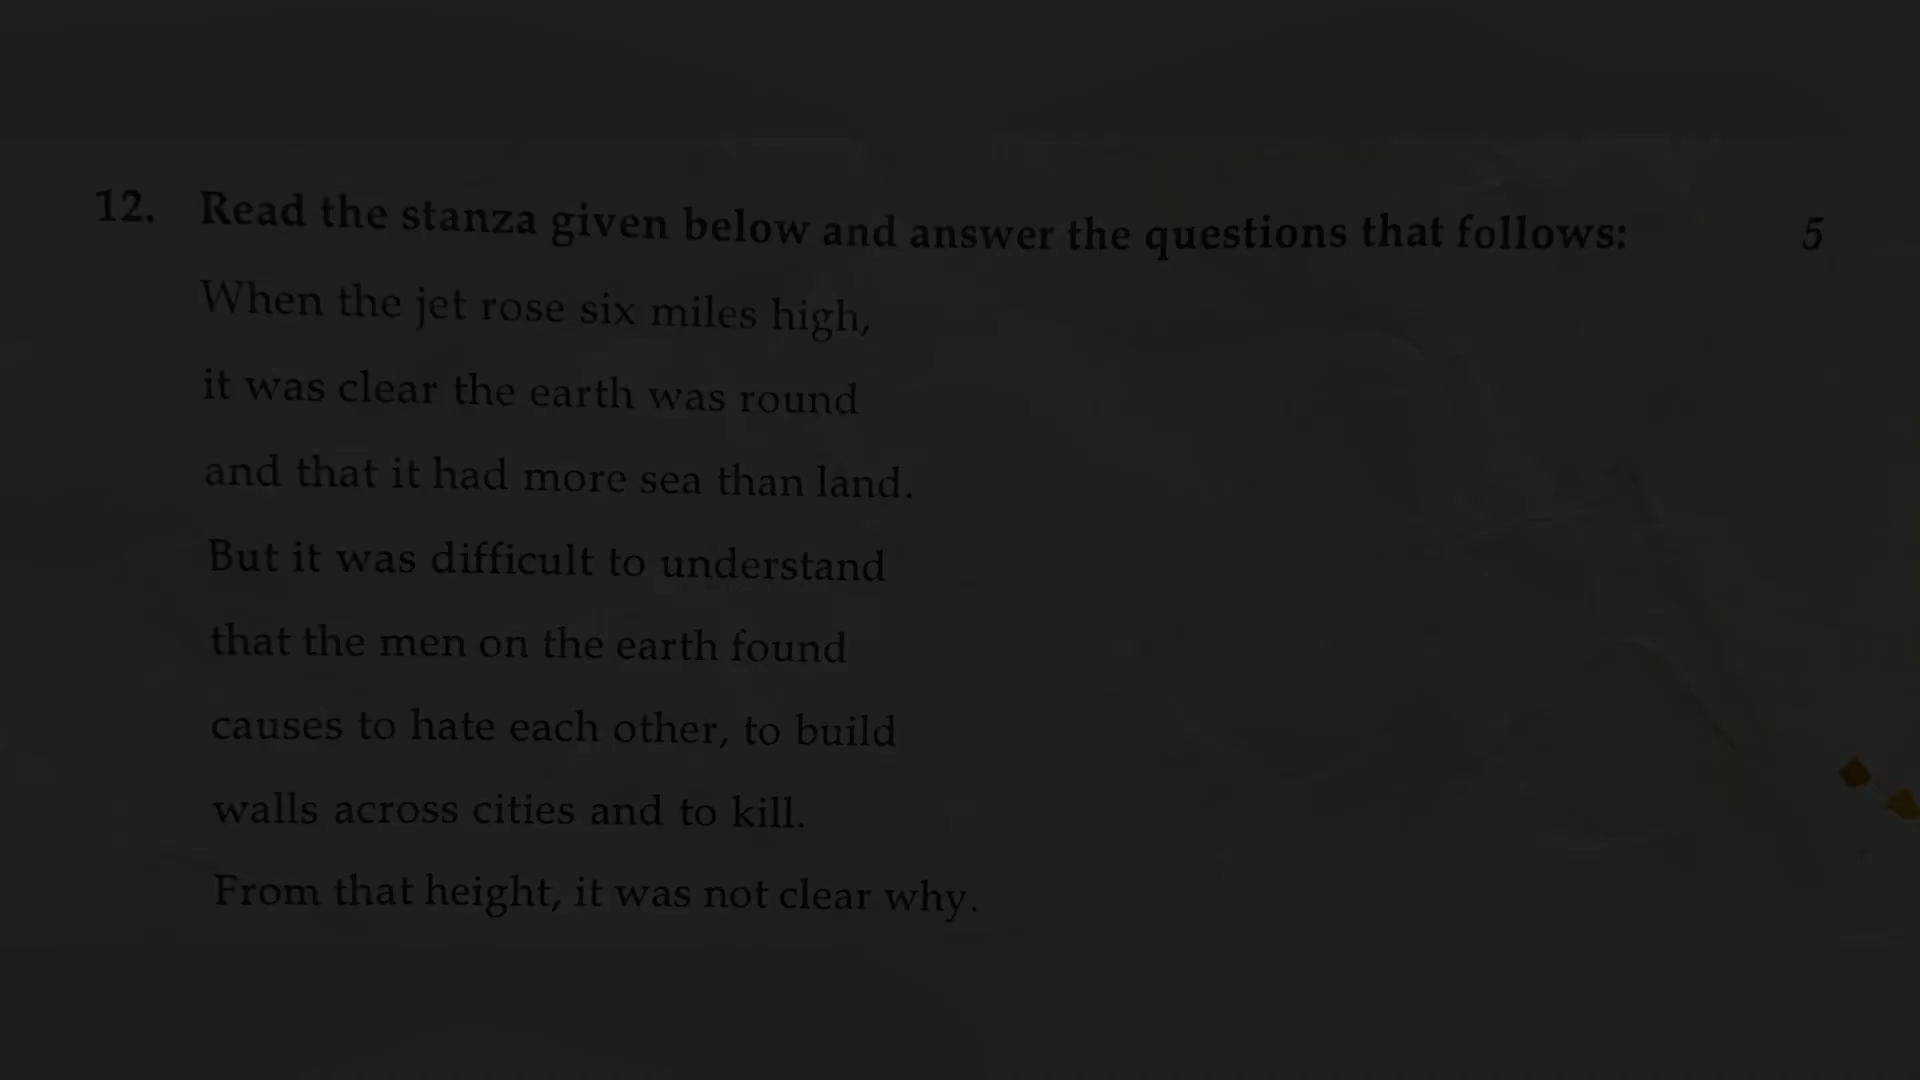 12. Read the stanza given below and answer the questions that follows: 5
When the jet rose six miles high,
it was clear the earth was round
and that it had more sea than land.
But it was difficult to understand
that the men on the earth found
causes to hate each other, to build
walls across cities and to kill.
From that height, it was not clear why.